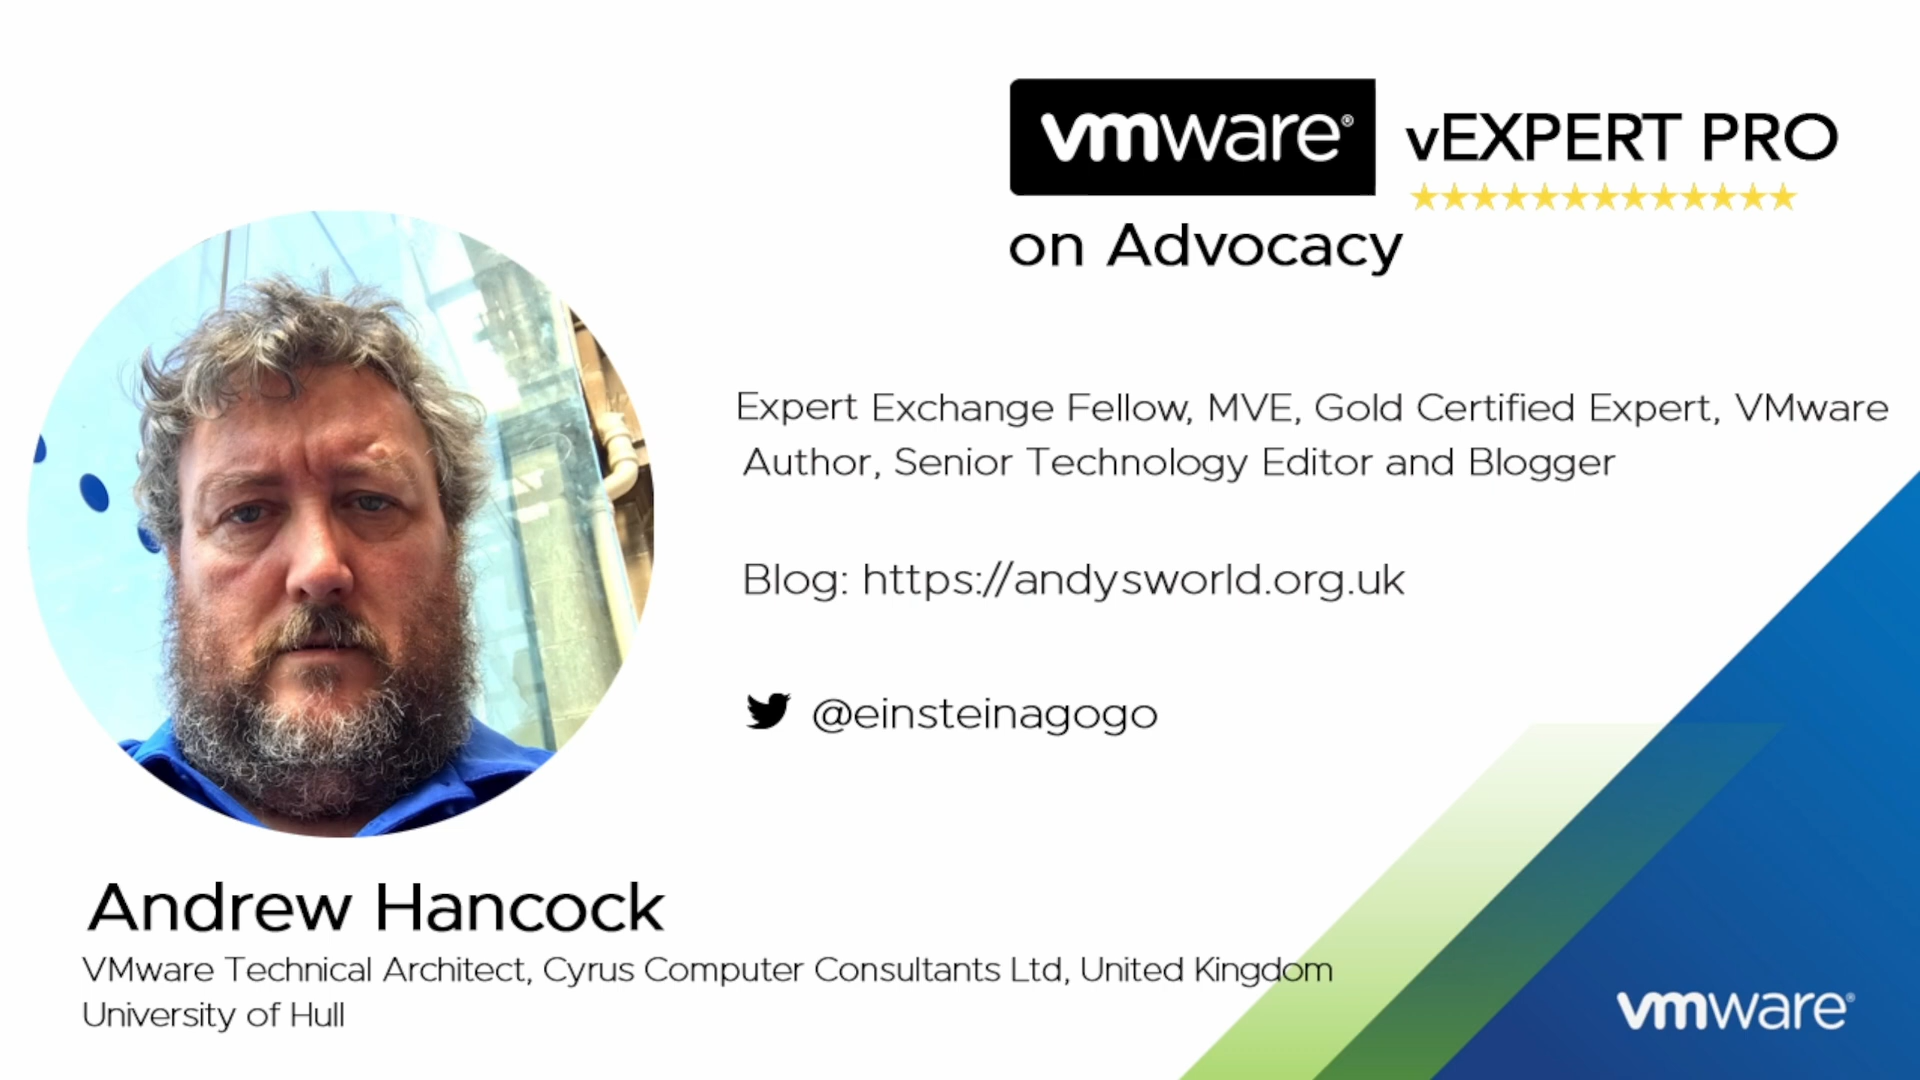 vmware® vEXPERT PRO
on Advocacy
Expert Exchange Fellow, MVE, Gold Certified Expert, VMware
Author, Senior Technology Editor and Blogger
Blog: https://andysworld.org.uk
@einsteinagogo
Andrew Hancock
VMware Technical Architect, Cyrus Computer Consultants Ltd, United Kingdom
University of Hull
vmware®